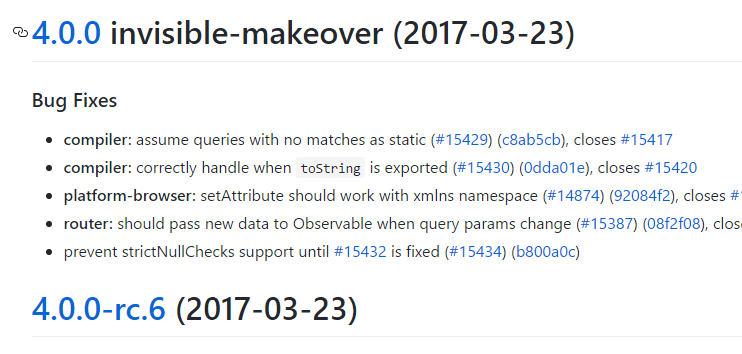 4.0.0 invisible-makeover (2017-03-23)
Bug Fixes
• compiler: assume queries with no matches as static (#15429) (c8ab5cb), closes #15417
• compiler: correctly handle when toString is exported (#15430) (0dda01e), closes #15420
• platform-browser: setAttribute should work with xmlns namespace (#14874) (92084f2), closes #
• router: should pass new data to Observable when query params change (#15387) (08f2f08), clos
• prevent strictNullChecks support until #15432 is fixed (#15434) (b800a0c)
4.0.0-rc.6 (2017-03-23)